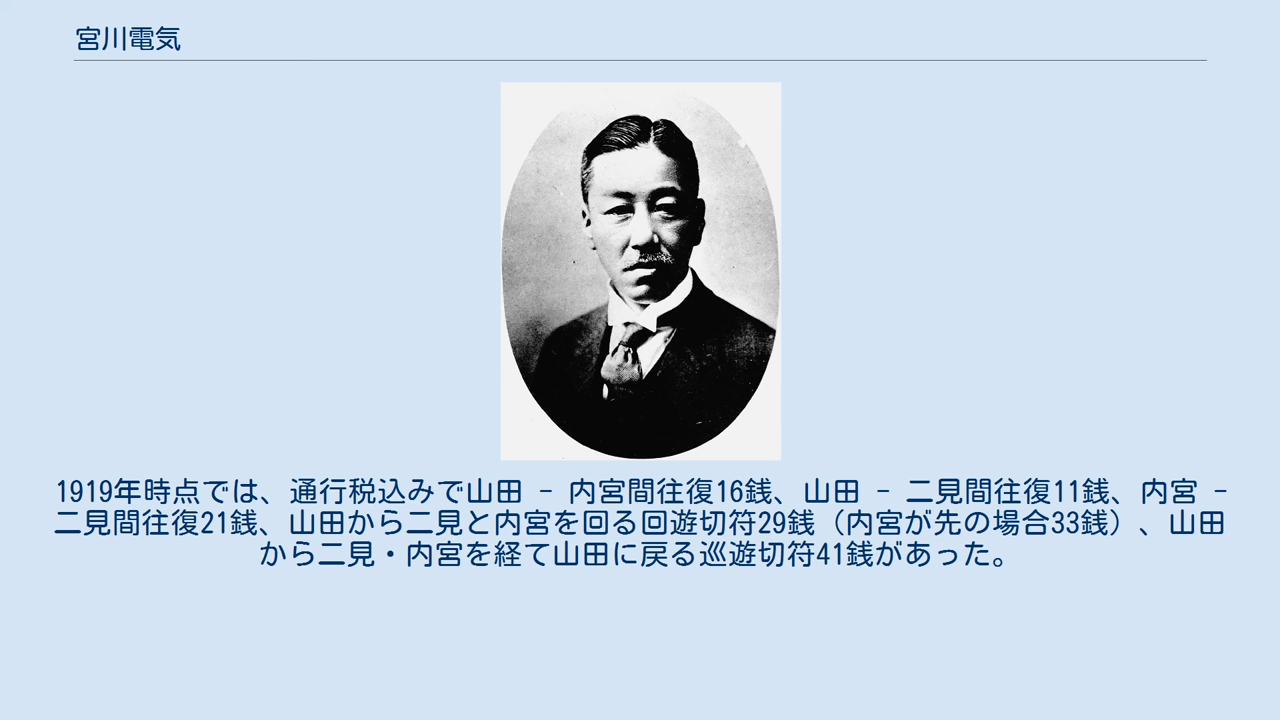 宮川電気
1919年時点では、通行税込みで山田 － 内宮間往復16銭、山田 － 二見間往復11銭、内宮 －
二見間往復21銭、山田から二見と内宮を回る回遊切符29銭（内宮が先の場合33銭）、山田
から二見・内宮を経て山田に戻る巡遊切符41銭があった。